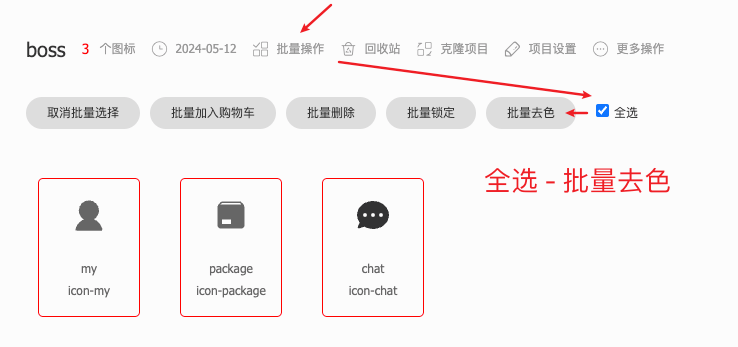 boss 3 个图标 2024-05-12 批量操作 回收站 克隆项目 项目设置 更多操作
取消批量选择 批量加入购物车 批量删除 批量锁定 批量去色 全选
全选 - 批量去色
my package chat
icon-my icon-package icon-chat